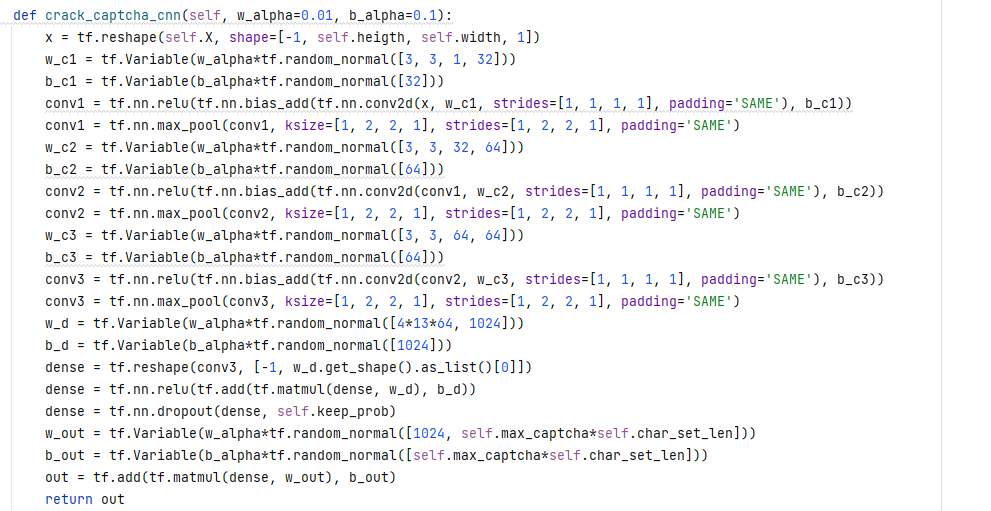 def crack_captcha_cnn(self, w_alpha=0.01, b_alpha=0.1):
    x = tf.reshape(self.X, shape=[-1, self.heigth, self.width, 1])
    w_c1 = tf.Variable(w_alpha*tf.random_normal([3, 3, 1, 32]))
    b_c1 = tf.Variable(b_alpha*tf.random_normal([32]))
    conv1 = tf.nn.relu(tf.nn.bias_add(tf.nn.conv2d(x, w_c1, strides=[1, 1, 1, 1], padding='SAME'), b_c1))
    conv1 = tf.nn.max_pool(conv1, ksize=[1, 2, 2, 1], strides=[1, 2, 2, 1], padding='SAME')
    w_c2 = tf.Variable(w_alpha*tf.random_normal([3, 3, 32, 64]))
    b_c2 = tf.Variable(b_alpha*tf.random_normal([64]))
    conv2 = tf.nn.relu(tf.nn.bias_add(tf.nn.conv2d(conv1, w_c2, strides=[1, 1, 1, 1], padding='SAME'), b_c2))
    conv2 = tf.nn.max_pool(conv2, ksize=[1, 2, 2, 1], strides=[1, 2, 2, 1], padding='SAME')
    w_c3 = tf.Variable(w_alpha*tf.random_normal([3, 3, 64, 64]))
    b_c3 = tf.Variable(b_alpha*tf.random_normal([64]))
    conv3 = tf.nn.relu(tf.nn.bias_add(tf.nn.conv2d(conv2, w_c3, strides=[1, 1, 1, 1], padding='SAME'), b_c3))
    conv3 = tf.nn.max_pool(conv3, ksize=[1, 2, 2, 1], strides=[1, 2, 2, 1], padding='SAME')
    w_d = tf.Variable(w_alpha*tf.random_normal([4*13*64, 1024]))
    b_d = tf.Variable(b_alpha*tf.random_normal([1024]))
    dense = tf.reshape(conv3, [-1, w_d.get_shape().as_list()[0]])
    dense = tf.nn.relu(tf.add(tf.matmul(dense, w_d), b_d))
    dense = tf.nn.dropout(dense, self.keep_prob)
    w_out = tf.Variable(w_alpha*tf.random_normal([1024, self.max_captcha*self.char_set_len]))
    b_out = tf.Variable(b_alpha*tf.random_normal([self.max_captcha*self.char_set_len]))
    out = tf.add(tf.matmul(dense, w_out), b_out)
    return out